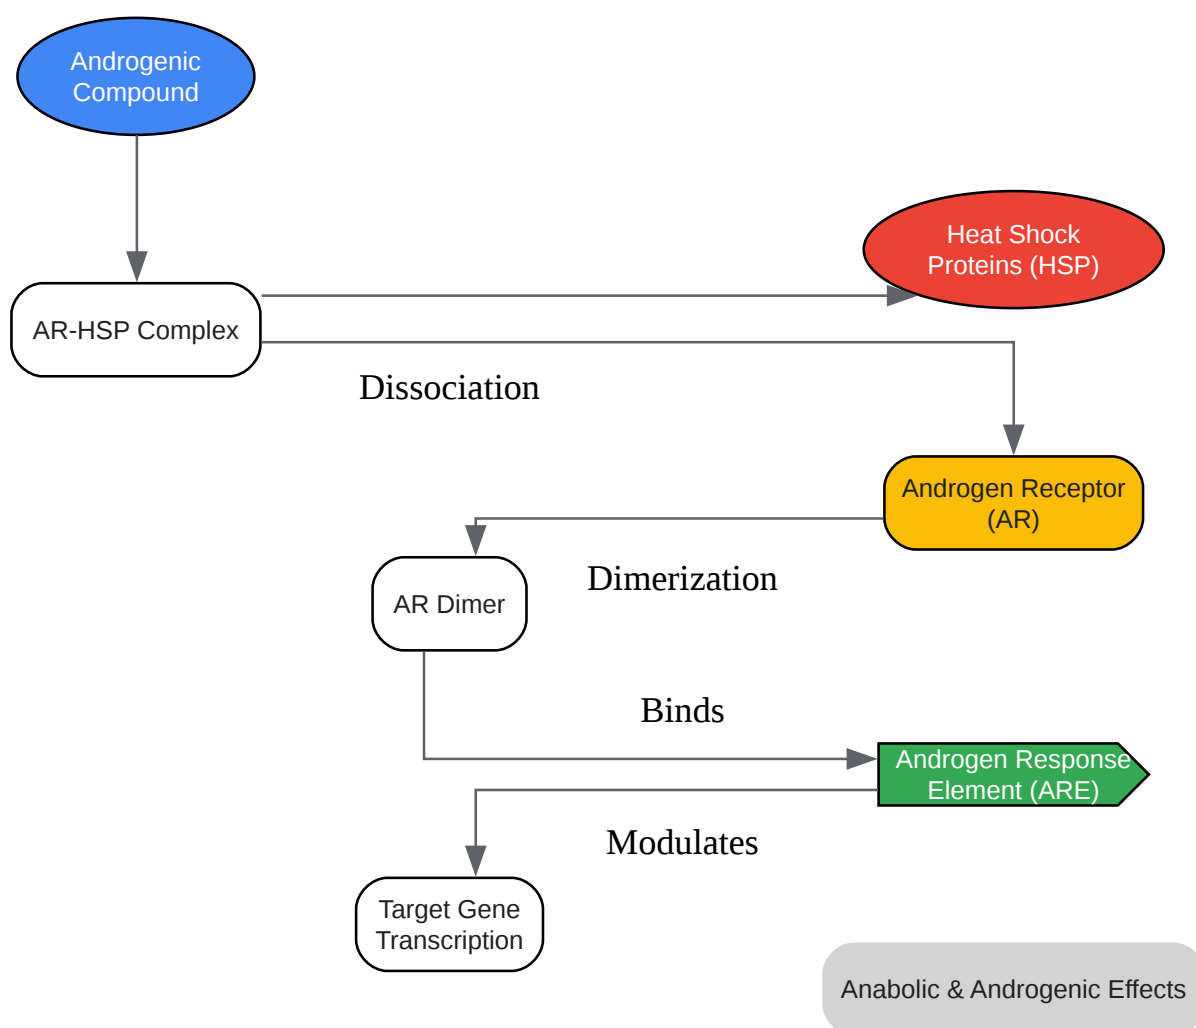 Androgenic
Compound
Heat Shock
Proteins (HSP)
AR-HSP Complex
Dissociation
Androgen Receptor
(AR)
Dimerization
AR Dimer
Binds
Androgen Response
Element (ARE)
Modulates
Target Gene
Transcription
Anabolic & Androgenic Effects